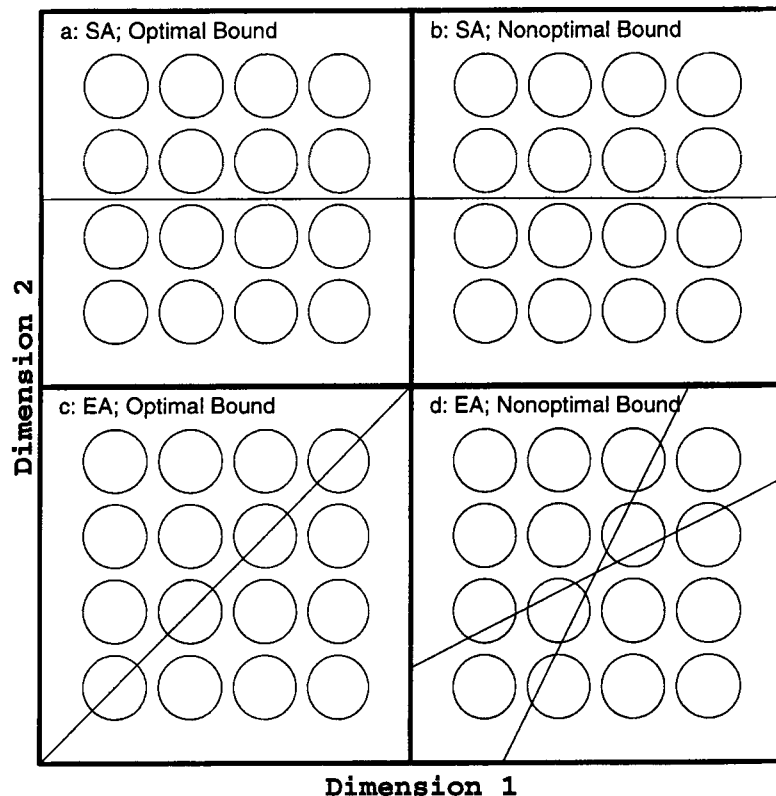 a: SA; Optimal Bound
b: SA; Nonoptimal Bound
c: EA; Optimal Bound
d: EA; Nonoptimal Bound
Dimension 2
Dimension 1